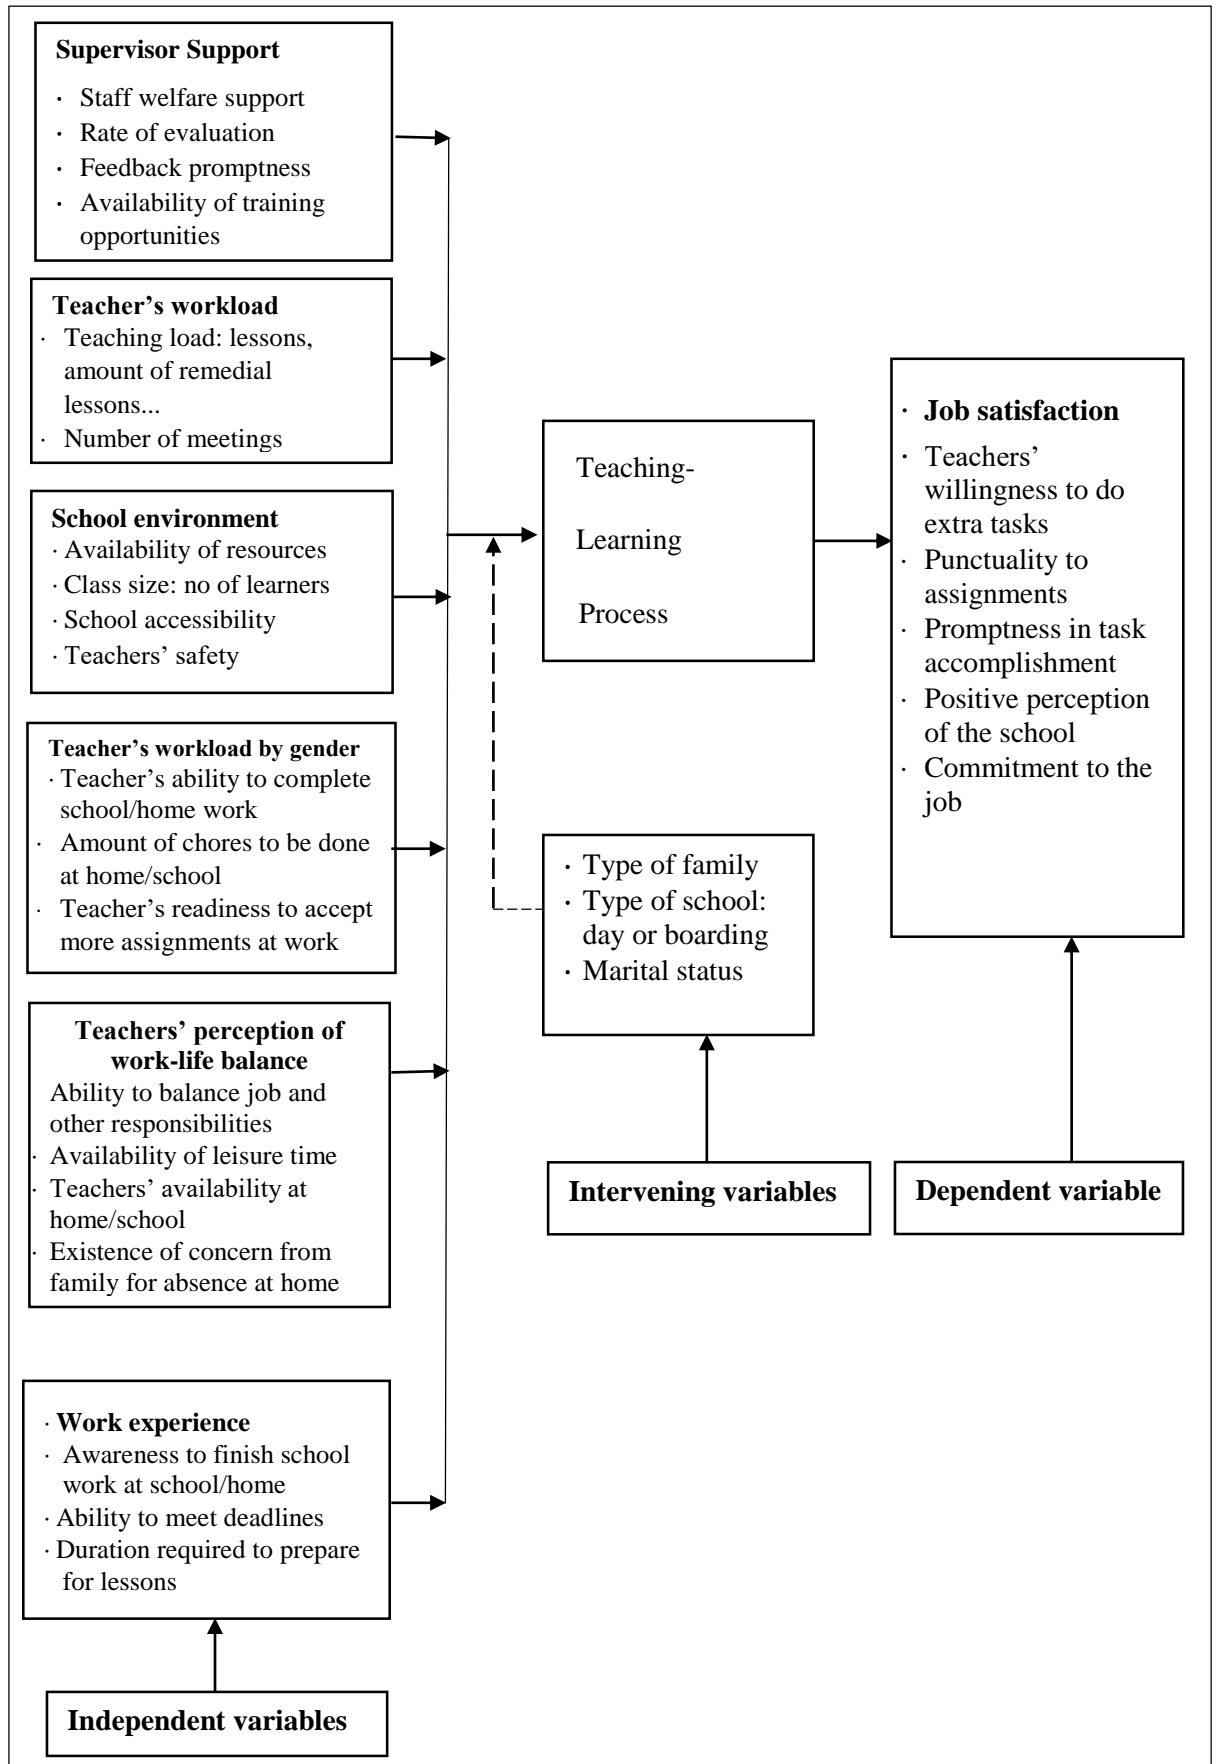 Supervisor Support
· Staff welfare support
· Rate of evaluation
· Feedback promptness
· Availability of training
opportunities
Teacher’s workload
· Teaching load: lessons,
amount of remedial
lessons...
· Number of meetings
School environment
· Availability of resources
· Class size: no of learners
· School accessibility
· Teachers’ safety
Teacher’s workload by gender
· Teacher’s ability to complete
school/home work
· Amount of chores to be done
at home/school
· Teacher’s readiness to accept
more assignments at work
Teachers’ perception of
work-life balance
Ability to balance job and
other responsibilities
· Availability of leisure time
· Teachers’ availability at
home/school
· Existence of concern from
family for absence at home
· Work experience
· Awareness to finish school
work at school/home
· Ability to meet deadlines
· Duration required to prepare
for lessons
Independent variables
Teaching-
Learning
Process
· Type of family
· Type of school:
day or boarding
· Marital status
Intervening variables
· Job satisfaction
· Teachers’
willingness to do
extra tasks
· Punctuality to
assignments
· Promptness in task
accomplishment
· Positive perception
of the school
· Commitment to the
job
Dependent variable